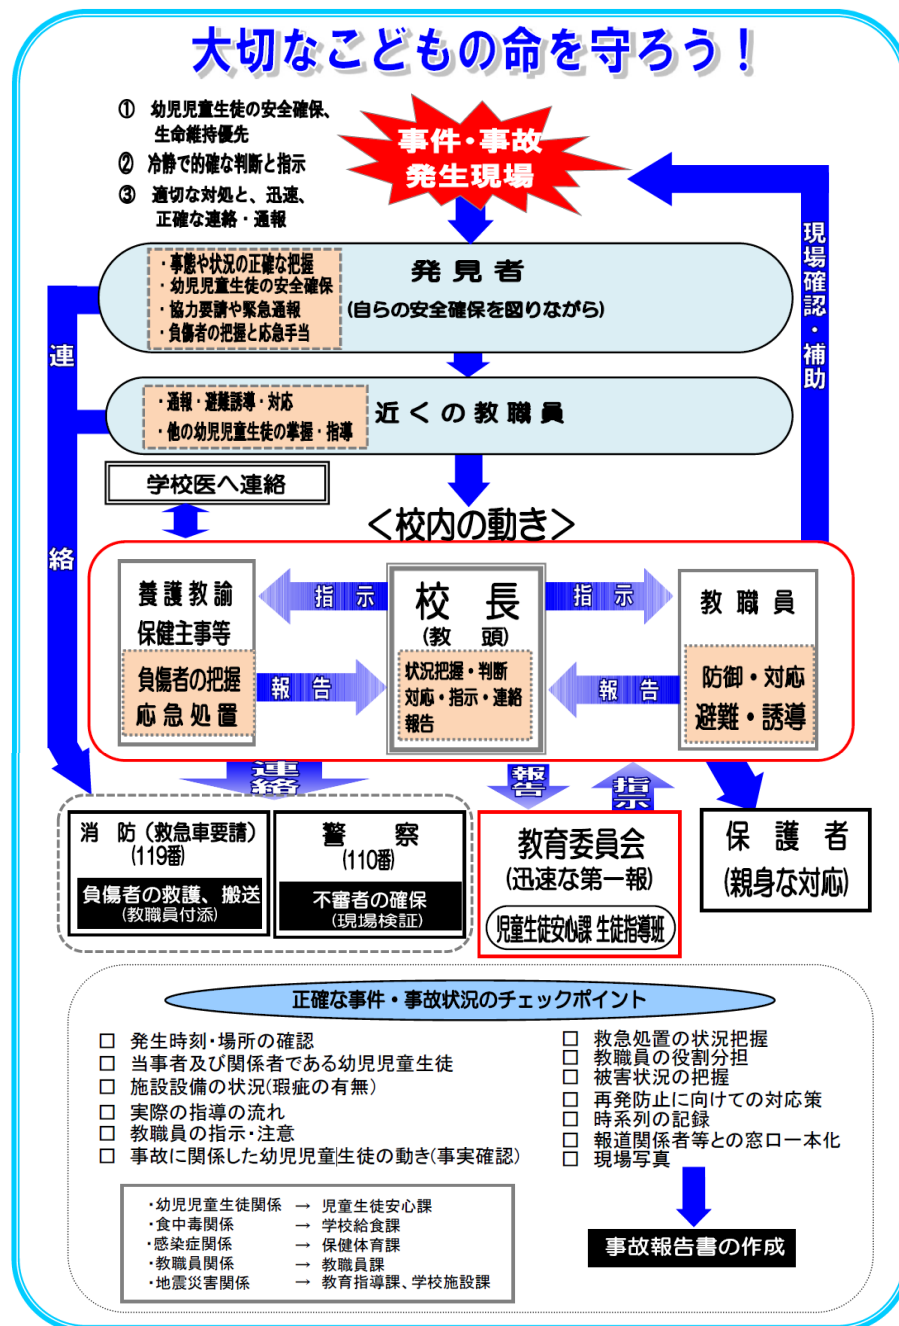 大切なこどもの命を守ろう!
① 幼児児童生徒の安全確保、
生命維持優先
② 冷静で的確な判断と指示
③ 適切な対処と、迅速、
正確な連絡・通報
事件・事故
発生現場
現場確認・補助
発見者
(自らの安全確保を図りながら)
・事態や状況の正確な把握
・幼児児童生徒の安全確保
・協力要請や緊急通報
・負傷者の把握と応急手当
連絡
近くの教職員
・通報・避難誘導・対応
・他の幼児児童生徒の掌握・指導
学校医へ連絡
<校内の動き>
養護教諭
保健主事等
負傷者の把握
応急処置
指示
報告
校長
(教頭)
状況把握・判断
対応・指示・連絡
報告
指示
報告
教職員
防御・対応
避難・誘導
連絡
報告
指示
消防(救急車要請)
(119番)
負傷者の救護、搬送
(教職員付添)
警察
(110番)
不審者の確保
(現場検証)
教育委員会
(迅速な第一報)
児童生徒安心課 生徒指導班
保護者
(親身な対応)
正確な事件・事故状況のチェックポイント
□ 発生時刻・場所の確認
□ 当事者及び関係者である幼児児童生徒
□ 施設設備の状況(瑕疵の有無)
□ 実際の指導の流れ
□ 教職員の指示・注意
□ 事故に関係した幼児児童生徒の動き(事実確認)
□ 救急処置の状況把握
□ 教職員の役割分担
□ 被害状況の把握
□ 再発防止に向けての対応策
□ 時系列の記録
□ 報道関係者等との窓口一本化
□ 現場写真
・幼児児童生徒関係 → 児童生徒安心課
・食中毒関係 → 学校給食課
・感染症関係 → 保健体育課
・教職員関係 → 教職員課
・地震災害関係 → 教育指導課、学校施設課
事故報告書の作成